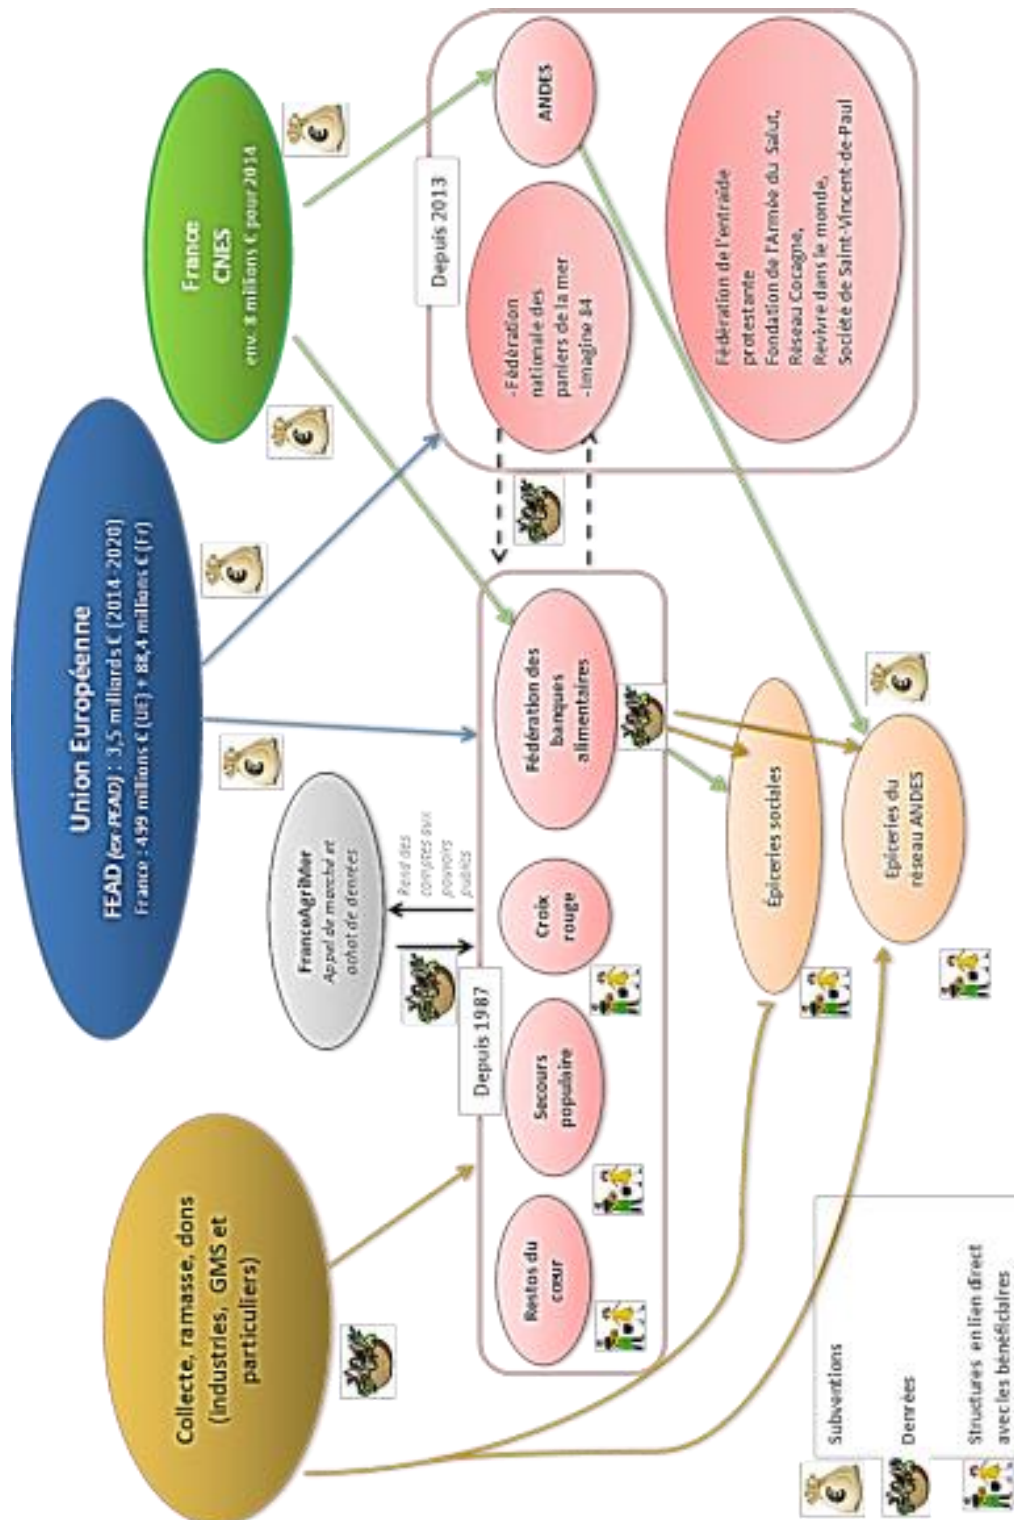 Collecte, ramasse, dons
(industries, GMS et
particuliers)
Union Européenne
FEAD (ex-PEAD) : 3,5 milliards € (2014-2020)
France : 499 millions € (UE) + 88,4 millions € (Fr)
France
CNES
env. 8 millions € pour 2014
FranceAgriMer
Appel de marché et
achat de denrées
Rend des
comptes aux
pouvoirs
publics
Depuis 1987
Restos du
cœur
Secours
populaire
Croix
rouge
Fédération des
banques
alimentaires
Depuis 2013
- Fédération
nationale des
paniers de la mer
- Imagine 84
ANDES
Fédération de l'entraide
protestante
Fondation de l'Armée du Salut,
Réseau Cocagne,
Revivre dans le monde,
Société de Saint-Vincent-de-Paul
Épiceries sociales
Epiceries du
réseau ANDES
Subventions
Denrées
Structures en lien direct
avec les bénéficiaires
€
€
€
€
€
€